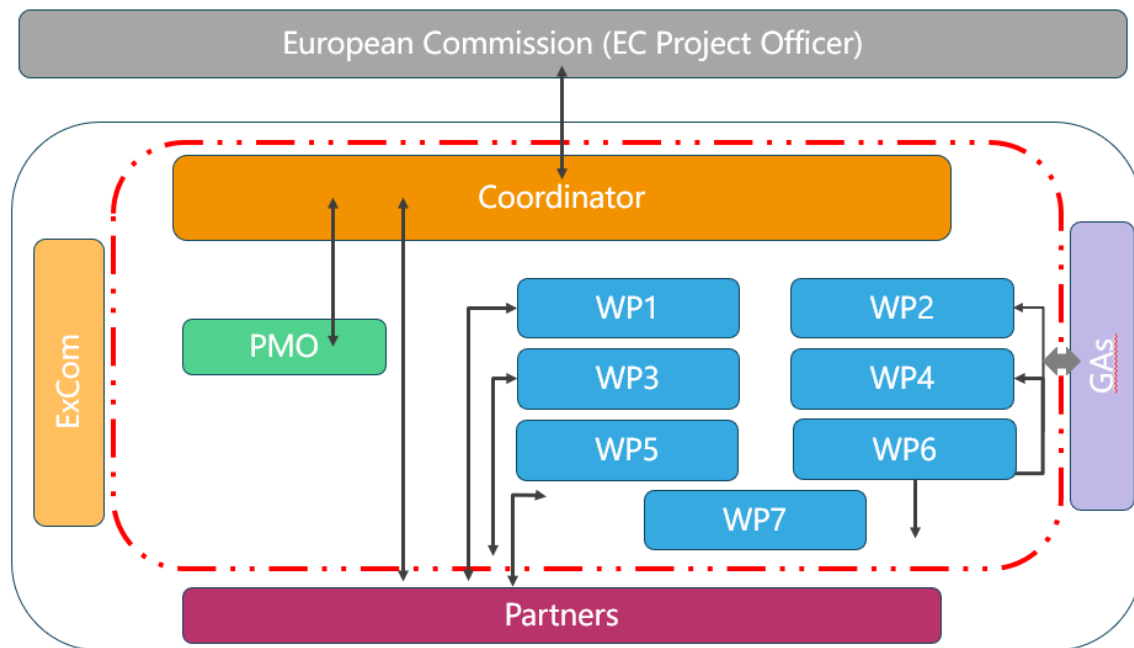 European Commission (EC Project Officer)
Coordinator
ExCom
PMO
WP1
WP2
WP3
WP4
WP5
WP6
WP7
GAs
Partners